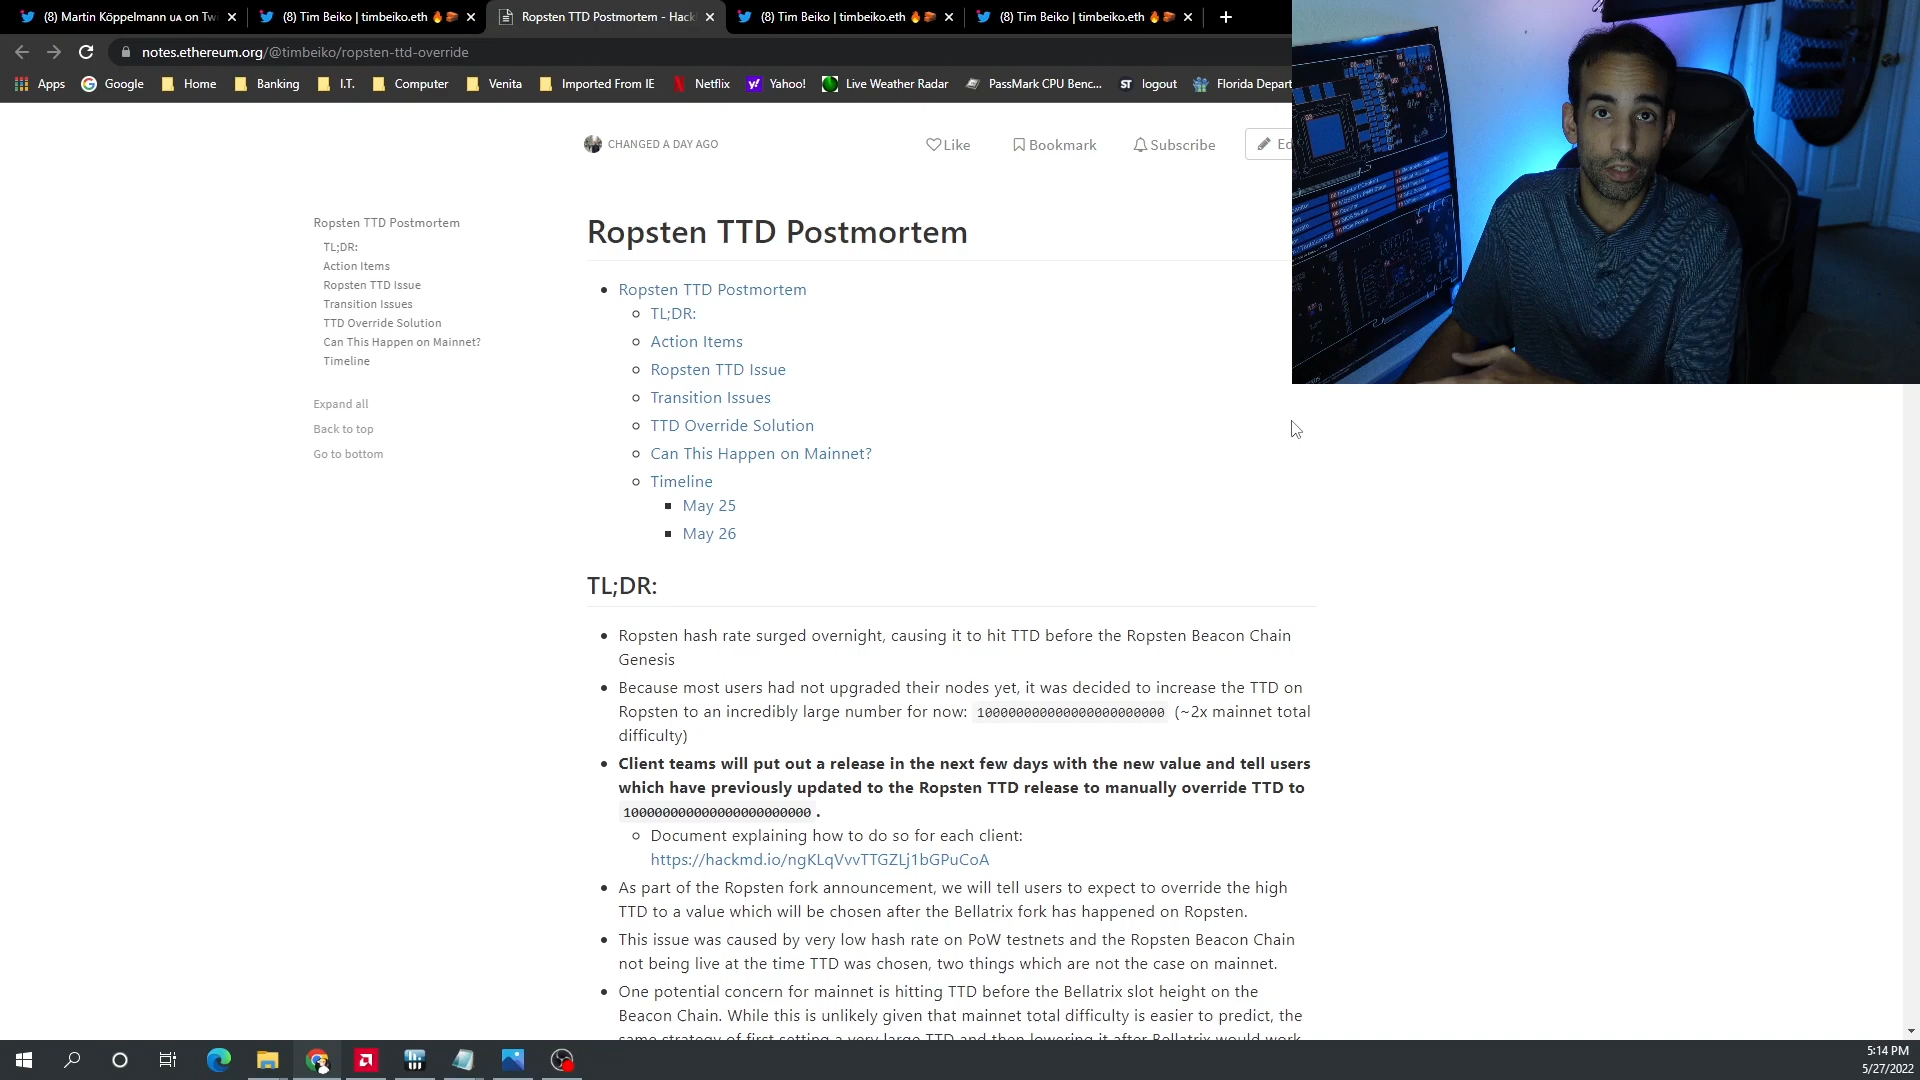 (8) Martin Köppelmann UA on Tw
(8) Tim Beiko | timbeiko.eth
Ropsten TTD Postmortem - Hack
(8) Tim Beiko | timbeiko.eth
(8) Tim Beiko | timbeiko.eth
notes.ethereum.org/@timbeiko/ropsten-ttd-override
Apps Google Home Banking I.T. Computer Venita Imported From IE Netflix Yahoo! Live Weather Radar PassMark CPU Benc... ST logout Florida Depart
CHANGED A DAY AGO
Like Bookmark Subscribe Ed
Ropsten TTD Postmortem
TL;DR:
Action Items
Ropsten TTD Issue
Transition Issues
TTD Override Solution
Can This Happen on Mainnet?
Timeline
Expand all
Back to top
Go to bottom
Ropsten TTD Postmortem
Ropsten TTD Postmortem
TL;DR:
Action Items
Ropsten TTD Issue
Transition Issues
TTD Override Solution
Can This Happen on Mainnet?
Timeline
May 25
May 26
TL;DR:
Ropsten hash rate surged overnight, causing it to hit TTD before the Ropsten Beacon Chain
Genesis
Because most users had not upgraded their nodes yet, it was decided to increase the TTD on
Ropsten to an incredibly large number for now: 100000000000000000000000 (~2x mainnet total
difficulty)
Client teams will put out a release in the next few days with the new value and tell users
which have previously updated to the Ropsten TTD release to manually override TTD to
100000000000000000000000 .
Document explaining how to do so for each client:
https://hackmd.io/ngKLqVvvTTGZLj1bGPuCoA
As part of the Ropsten fork announcement, we will tell users to expect to override the high
TTD to a value which will be chosen after the Bellatrix fork has happened on Ropsten.
This issue was caused by very low hash rate on PoW testnets and the Ropsten Beacon Chain
not being live at the time TTD was chosen, two things which are not the case on mainnet.
One potential concern for mainnet is hitting TTD before the Bellatrix slot height on the
Beacon Chain. While this is unlikely given that mainnet total difficulty is easier to predict, the
same strategy of first setting a very large TTD and then lowering it after Bellatrix would work
5:14 PM
5/27/2022